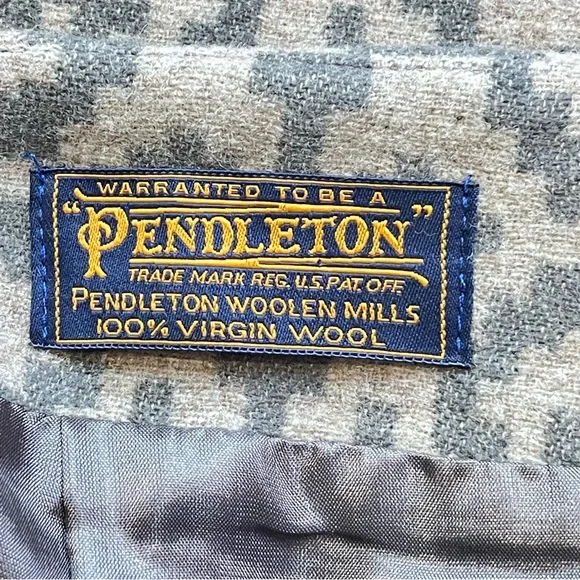 WARRANTED TO BE A
"PENDLETON"
TRADE MARK REG. U.S. PAT. OFF.
PENDLETON WOOLEN MILLS
100% VIRGIN WOOL